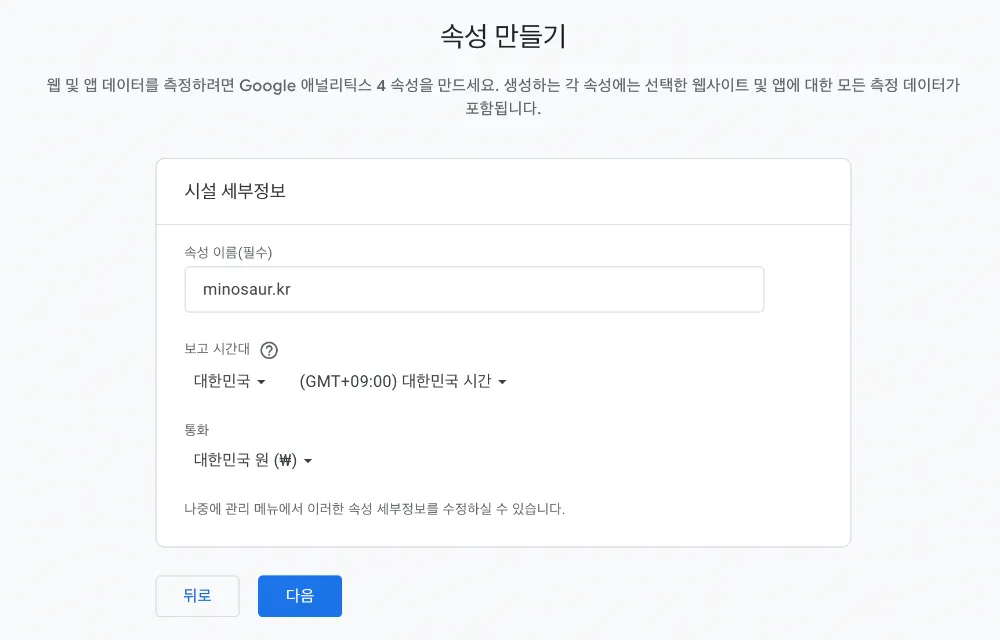 속성 만들기
웹 및 앱 데이터를 측정하려면 Google 애널리틱스 4 속성을 만드세요. 생성하는 각 속성에는 선택한 웹사이트 및 앱에 대한 모든 측정 데이터가
포함됩니다.
시설 세부정보
속성 이름(필수)
minosaur.kr
보고 시간대 ?
대한민국 (GMT+09:00) 대한민국 시간
통화
대한민국 원 (₩)
나중에 관리 메뉴에서 이러한 속성 세부정보를 수정하실 수 있습니다.
뒤로 다음